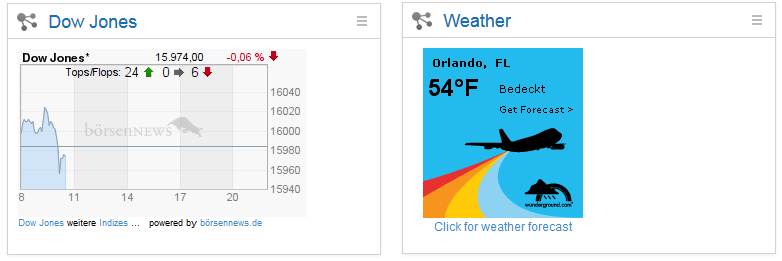 Dow Jones
Dow Jones* 15.974,00 -0,06 %
Tops/Flops: 24 0 6
16040
16020
16000
15980
15960
15940
börsenNEWS
8 11 14 17 20
Dow Jones weitere Indizes ... powered by börsennews.de
Weather
Orlando, FL
54°F Bedeckt
Get Forecast >
wunderground.com
Click for weather forecast